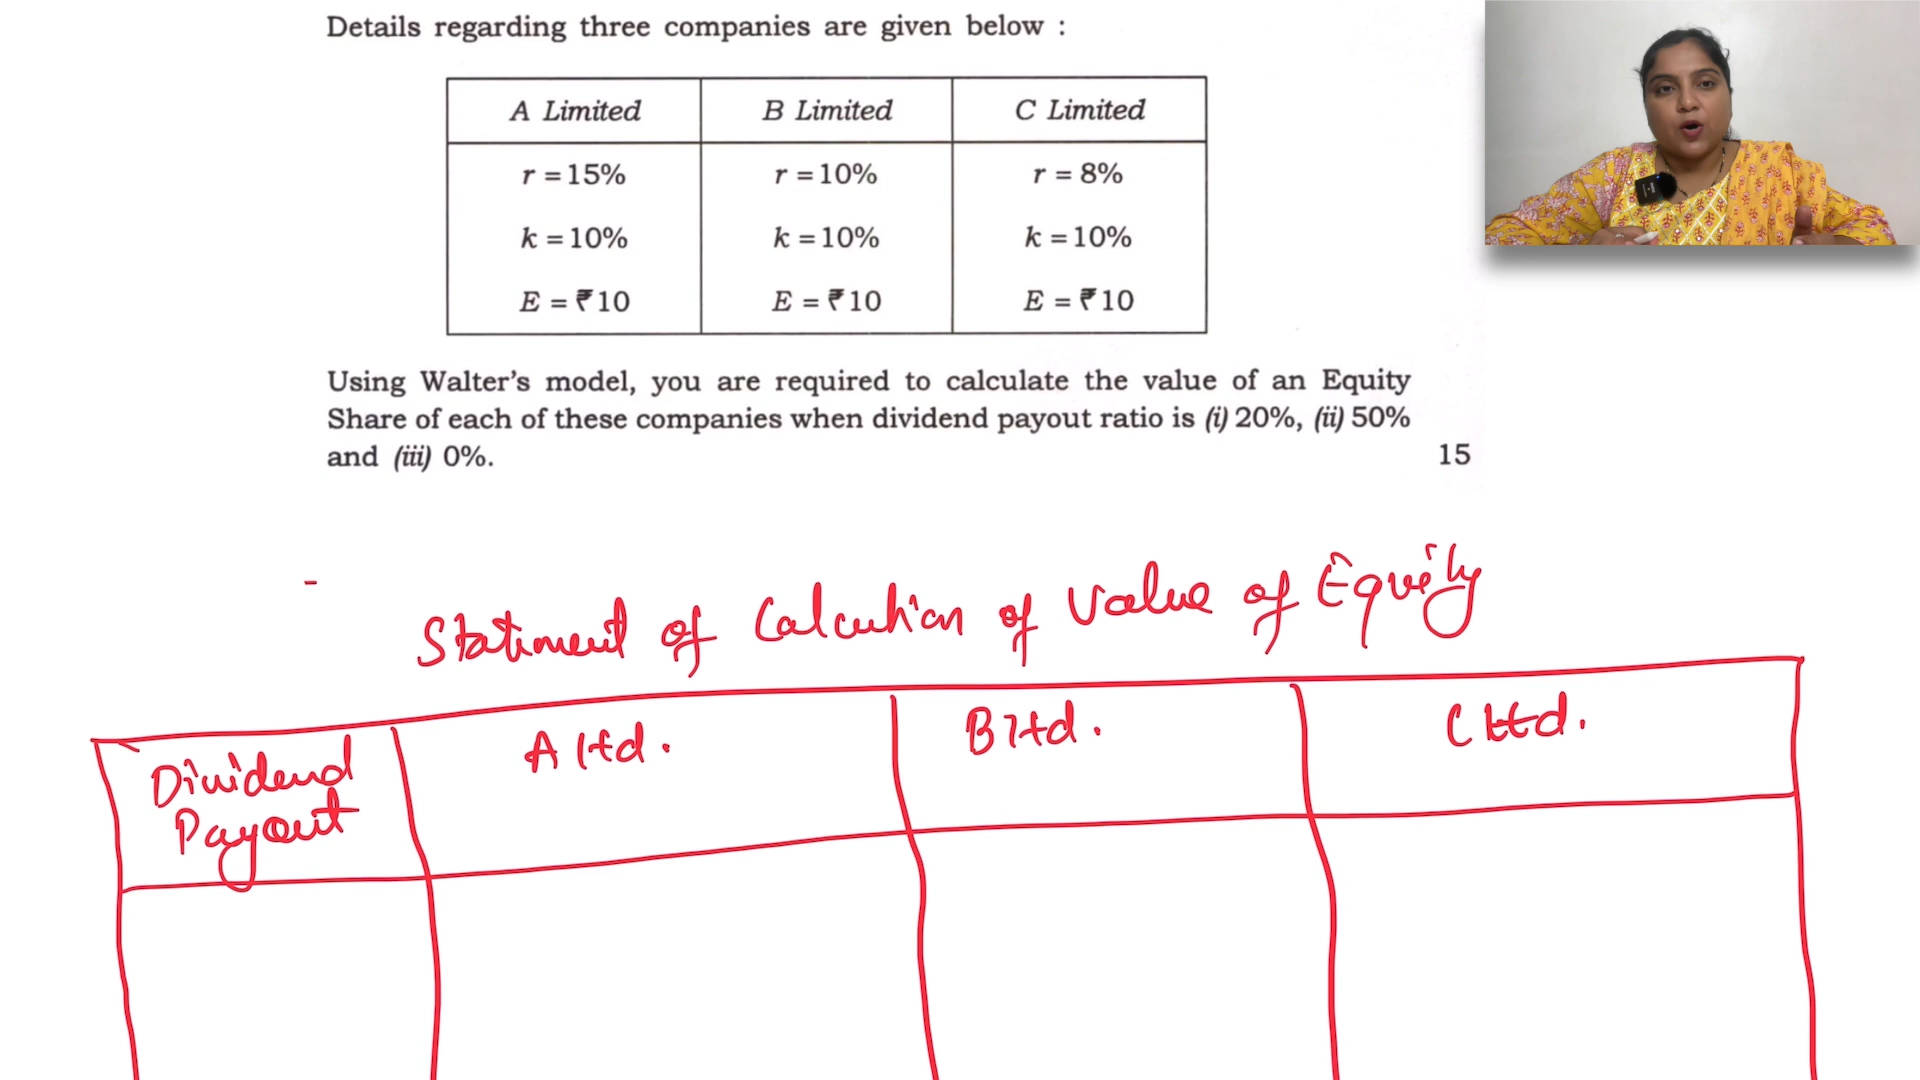 Details regarding three companies are given below :
A Limited B Limited C Limited
r = 15% r = 10% r = 8%
k = 10% k = 10% k = 10%
E = ₹10 E = ₹10 E = ₹10
Using Walter's model, you are required to calculate the value of an Equity
Share of each of these companies when dividend payout ratio is (i) 20%, (ii) 50%
and (iii) 0%. 15
Statement of Calculation of Value of Equity
Dividend A ltd. B ltd. C Ltd.
Payout